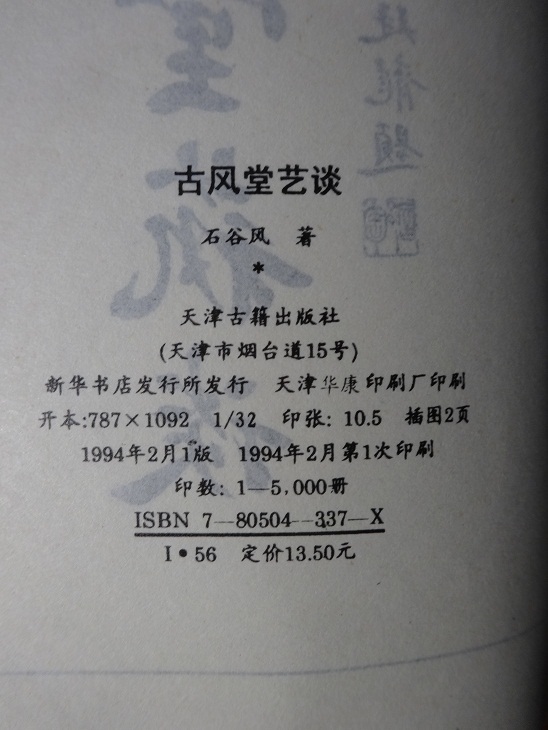 古风堂艺谈
石谷风 著
*
天津古籍出版社
(天津市烟台道15号)
新华书店发行所发行 天津华康印刷厂印刷
开本:787×1092 1/32 印张: 10.5 插图2页
1994年2月1版 1994年2月第1次印刷
印数: 1—5,000册
ISBN 7—80504—337—X
I·56 定价13.50元